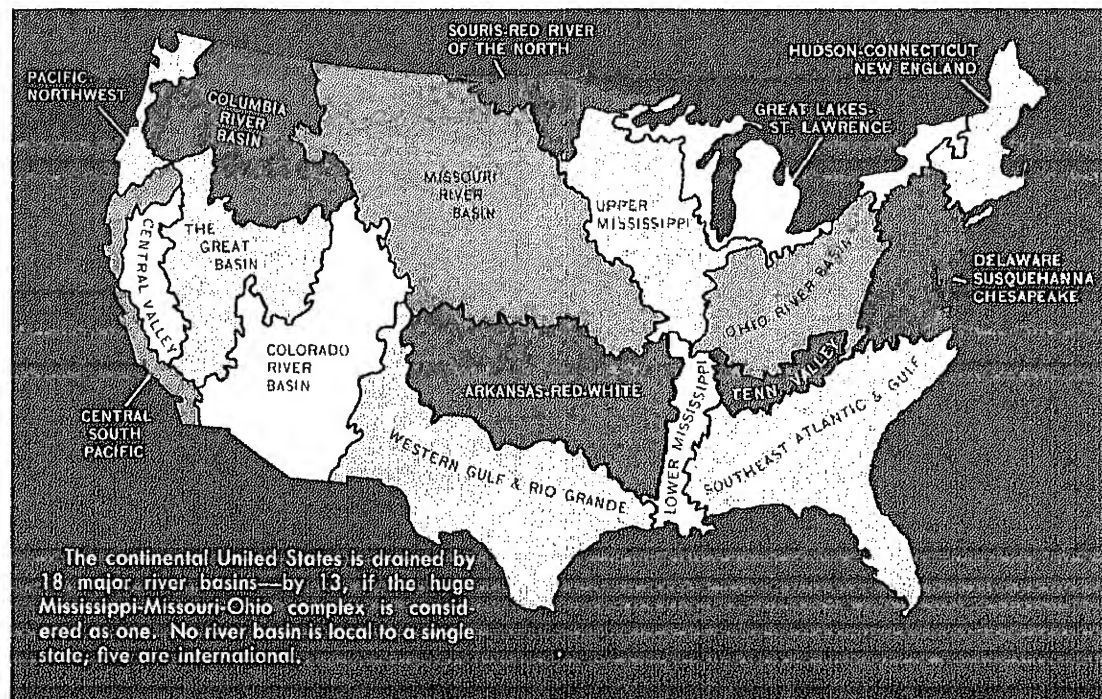 SOURIS-RED RIVER
OF THE NORTH
HUDSON-CONNECTICUT
NEW ENGLAND
PACIFIC
NORTHWEST
COLUMBIA
RIVER
BASIN
GREAT LAKES-
ST. LAWRENCE
MISSOURI
RIVER
BASIN
UPPER
MISSISSIPPI
CENTRAL VALLEY
THE
GREAT
BASIN
OHIO RIVER BASIN
DELAWARE
SUSQUEHANNA
CHESAPEAKE
COLORADO
RIVER
BASIN
ARKANSAS-RED-WHITE
TENN. VALLEY
CENTRAL
SOUTH
PACIFIC
WESTERN GULF & RIO GRANDE
LOWER MISSISSIPPI
SOUTHEAST ATLANTIC & GULF
The continental United States is drained by
18 major river basins—by 13, if the huge
Mississippi-Missouri-Ohio complex is consid
ered as one. No river basin is local to a single
state; five are international.